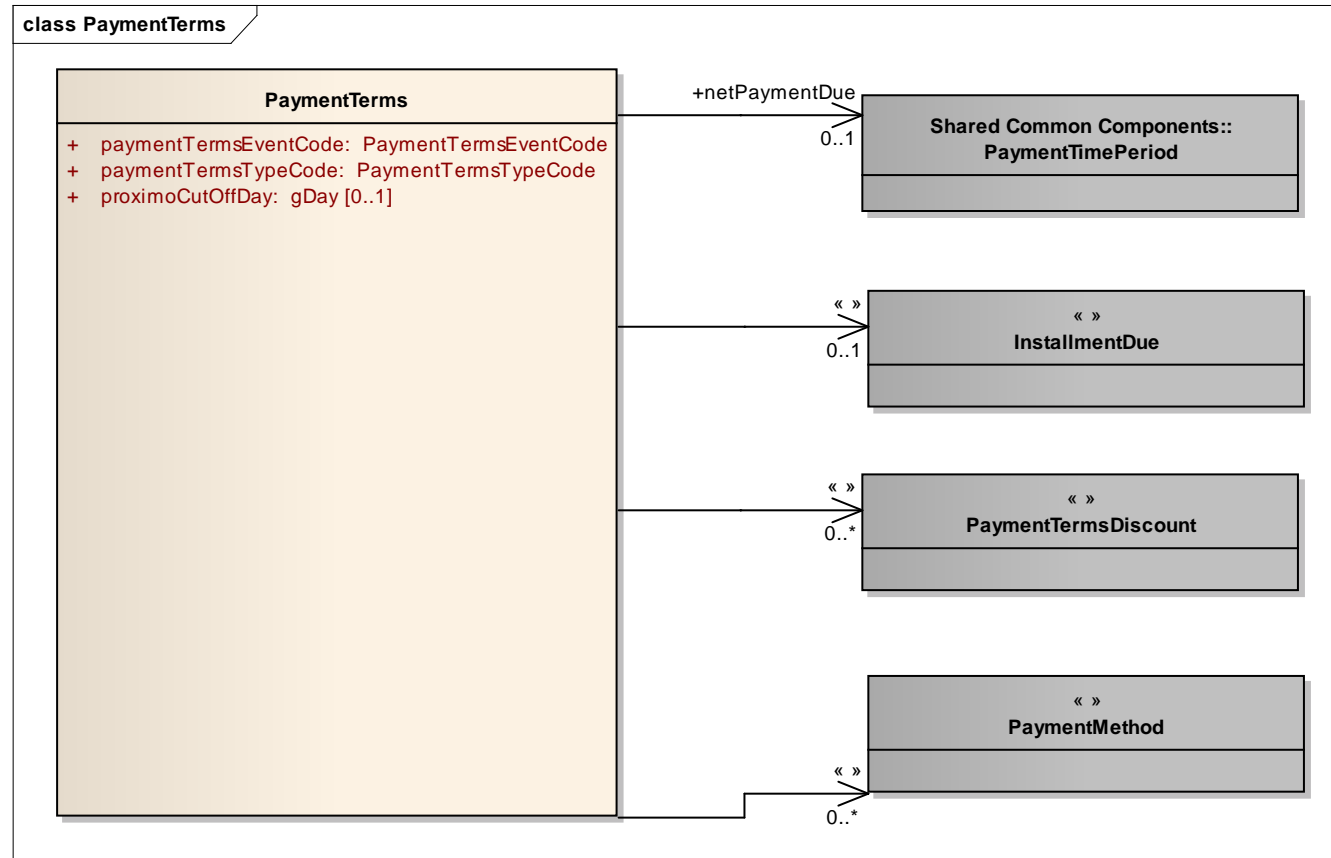 class PaymentTerms
PaymentTerms
+ paymentTermsEventCode: PaymentTermsEventCode
+ paymentTermsTypeCode: PaymentTermsTypeCode
+ proximoCutOffDay: gDay [0..1]
+netPaymentDue
0..1
Shared Common Components::
PaymentTimePeriod
« »
0..1
« »
InstallmentDue
« »
0..*
« »
PaymentTermsDiscount
« »
0..*
« »
PaymentMethod